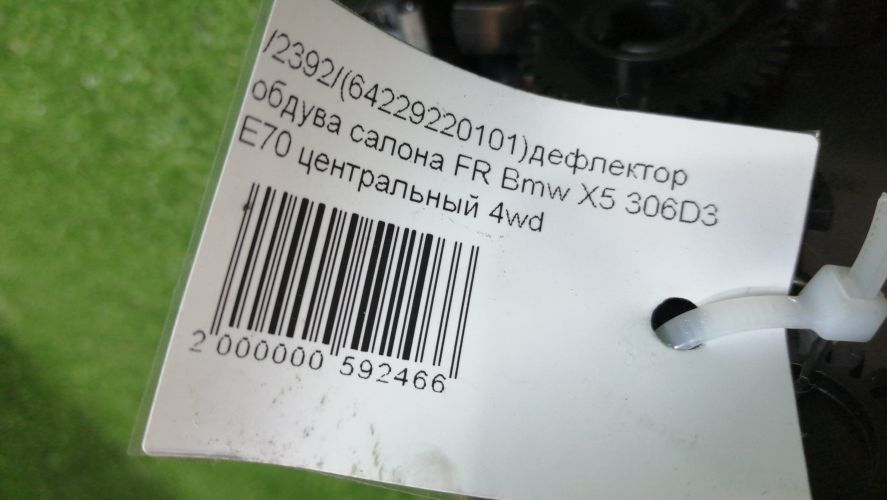 /2392/(64229220101)дефлектор
обдува салона FR Bmw X5 306D3
E70 центральный 4wd
2 000000 592466